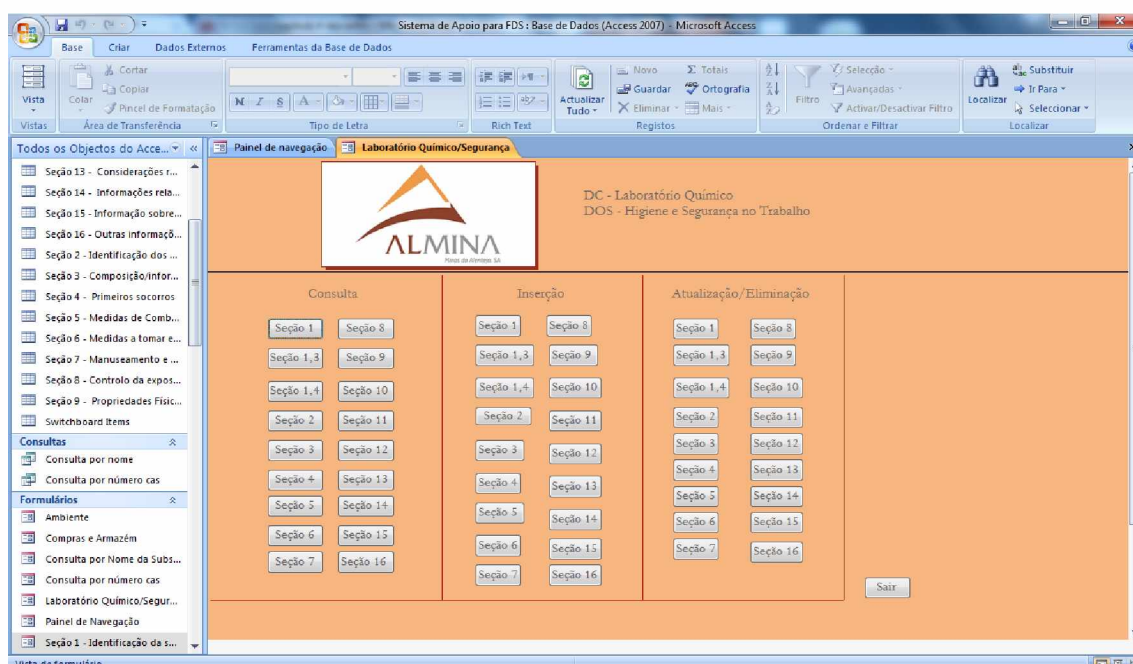 Sistema de Apoio para FDS : Base de Dados (Access 2007) - Microsoft Access
Base Criar Dados Externos Ferramentas da Base de Dados
Vista
Vistas
Colar
Cortar
Copiar
Pincel de Formatação
Área de Transferência
N I S A
Tipo de Letra
Rich Text
Actualizar Tudo
Novo
Guardar
Eliminar
Totais
Ortografia
Mais
Registos
Filtro
Selecção
Avançadas
Activar/Desactivar Filtro
Ordenar e Filtrar
Localizar
Substituir
Ir Para
Seleccionar
Localizar
Todos os Objectos do Acce...
Seção 13 - Considerações r...
Seção 14 - Informações rela...
Seção 15 - Informação sobre...
Seção 16 - Outras informaçõ...
Seção 2 - Identificação dos ...
Seção 3 - Composição/infor...
Seção 4 - Primeiros socorros
Seção 5 - Medidas de Comb...
Seção 6 - Medidas a tomar e...
Seção 7 - Manuseamento e ...
Seção 8 - Controlo da expos...
Seção 9 - Propriedades Físic...
Switchboard Items
Consultas
Consulta por nome
Consulta por número cas
Formulários
Ambiente
Compras e Armazém
Consulta por Nome da Subs...
Consulta por número cas
Laboratório Químico/Segur...
Painel de Navegação
Seção 1 - Identificação da s...
Painel de navegação
Laboratório Químico/Segurança
ALMINA
Minas do Alentejo SA
DC - Laboratório Químico
DOS - Higiene e Segurança no Trabalho
Consulta
Seção 1 Seção 8
Seção 1,3 Seção 9
Seção 1,4 Seção 10
Seção 2 Seção 11
Seção 3 Seção 12
Seção 4 Seção 13
Seção 5 Seção 14
Seção 6 Seção 15
Seção 7 Seção 16
Inserção
Seção 1 Seção 8
Seção 1,3 Seção 9
Seção 1,4 Seção 10
Seção 2 Seção 11
Seção 3 Seção 12
Seção 4 Seção 13
Seção 5 Seção 14
Seção 6 Seção 15
Seção 7 Seção 16
Atualização/Eliminação
Seção 1 Seção 8
Seção 1,3 Seção 9
Seção 1,4 Seção 10
Seção 2 Seção 11
Seção 3 Seção 12
Seção 4 Seção 13
Seção 5 Seção 14
Seção 6 Seção 15
Seção 7 Seção 16
Sair
Vista de formulário